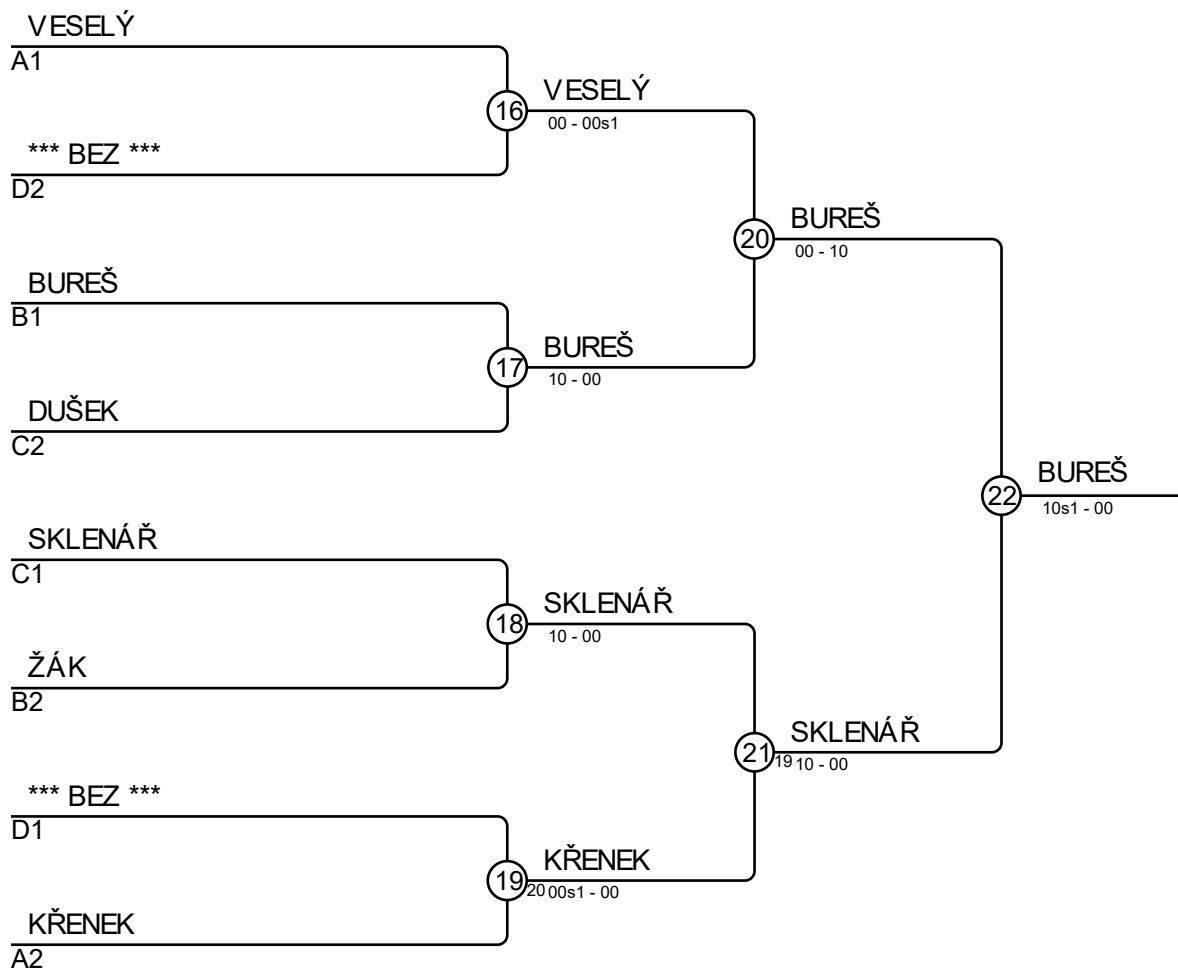 VESELÝ
A1
16
VESELÝ
00 - 00s1
*** BEZ ***
D2
20
BUREŠ
00 - 10
BUREŠ
B1
17
BUREŠ
10 - 00
DUŠEK
C2
22
BUREŠ
10s1 - 00
SKLENÁŘ
C1
18
SKLENÁŘ
10 - 00
ŽÁK
B2
21
SKLENÁŘ
19 10 - 00
*** BEZ ***
D1
19
KŘENEK
20 00s1 - 00
KŘENEK
A2